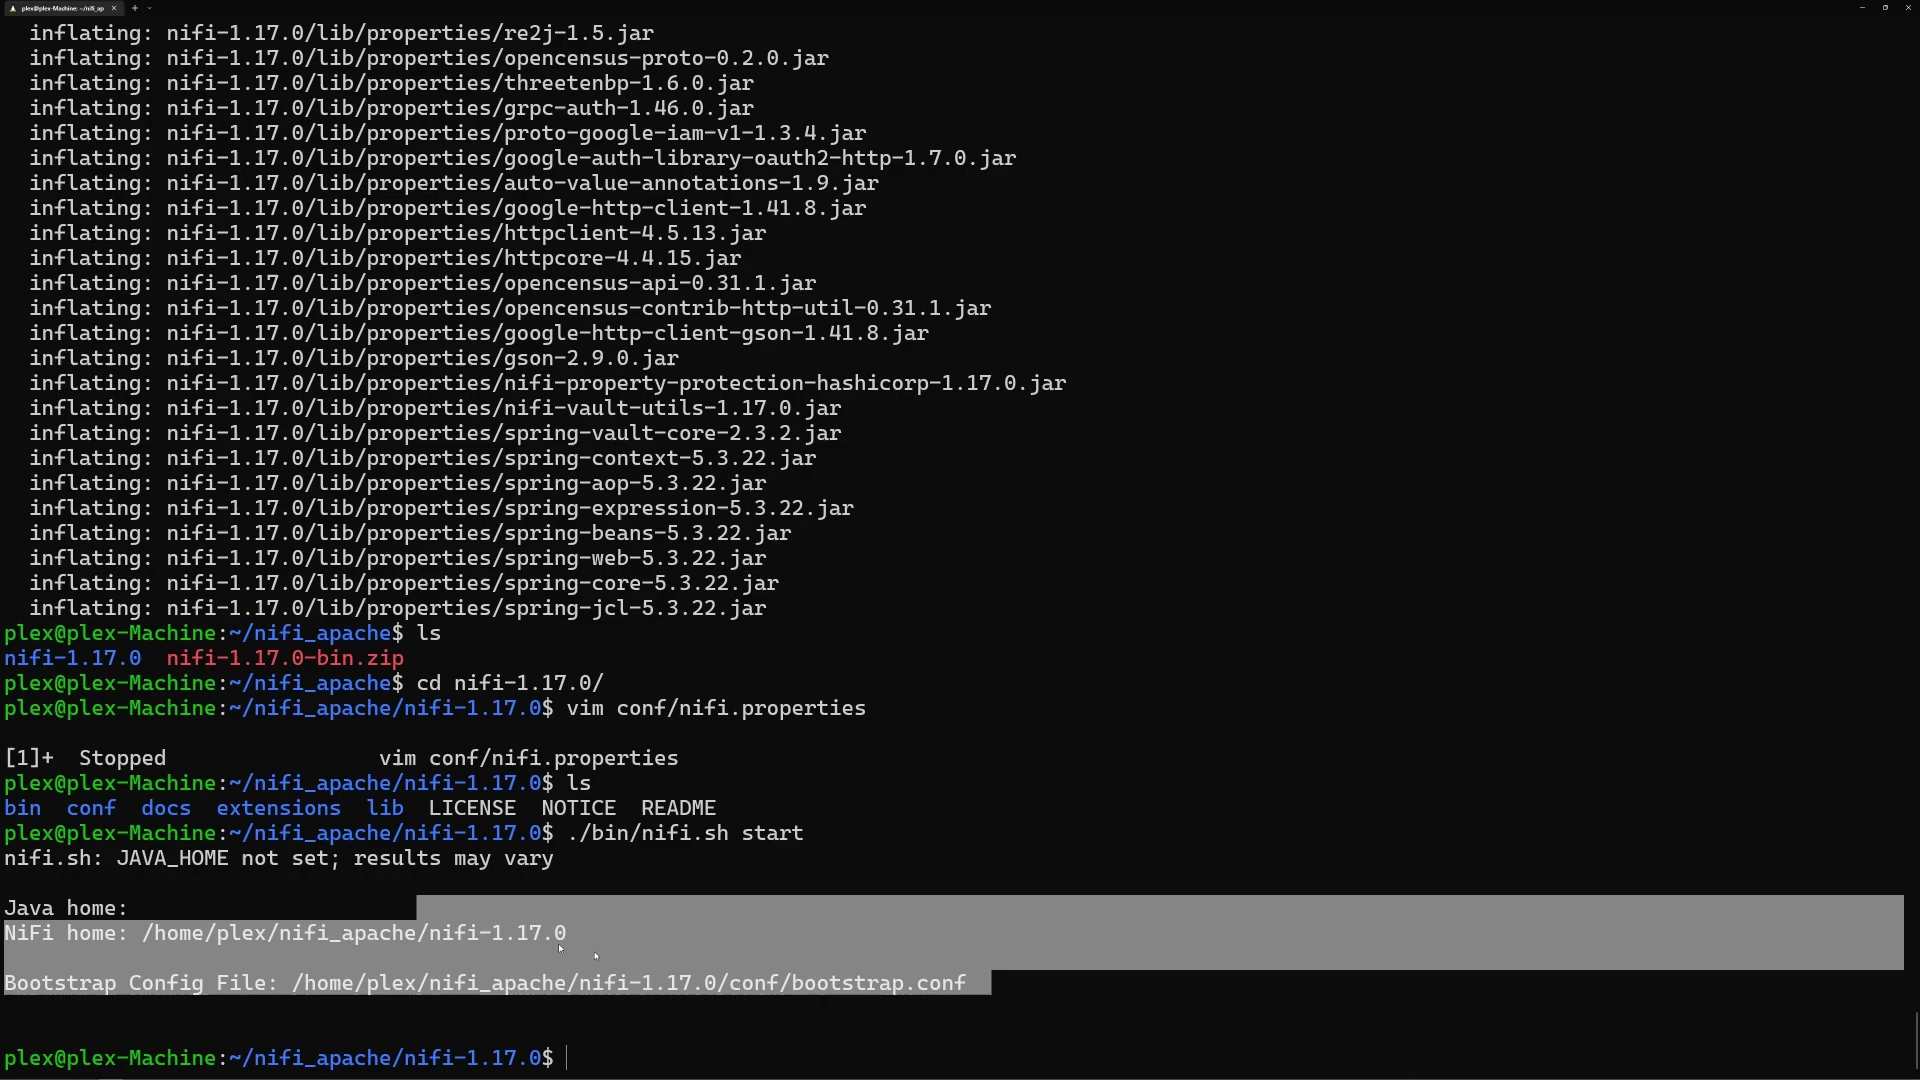 plex@plex-Machine: ~/nifi_ap
inflating: nifi-1.17.0/lib/properties/re2j-1.5.jar
inflating: nifi-1.17.0/lib/properties/opencensus-proto-0.2.0.jar
inflating: nifi-1.17.0/lib/properties/threetenbp-1.6.0.jar
inflating: nifi-1.17.0/lib/properties/grpc-auth-1.46.0.jar
inflating: nifi-1.17.0/lib/properties/proto-google-iam-v1-1.3.4.jar
inflating: nifi-1.17.0/lib/properties/google-auth-library-oauth2-http-1.7.0.jar
inflating: nifi-1.17.0/lib/properties/auto-value-annotations-1.9.jar
inflating: nifi-1.17.0/lib/properties/google-http-client-1.41.8.jar
inflating: nifi-1.17.0/lib/properties/httpclient-4.5.13.jar
inflating: nifi-1.17.0/lib/properties/httpcore-4.4.15.jar
inflating: nifi-1.17.0/lib/properties/opencensus-api-0.31.1.jar
inflating: nifi-1.17.0/lib/properties/opencensus-contrib-http-util-0.31.1.jar
inflating: nifi-1.17.0/lib/properties/google-http-client-gson-1.41.8.jar
inflating: nifi-1.17.0/lib/properties/gson-2.9.0.jar
inflating: nifi-1.17.0/lib/properties/nifi-property-protection-hashicorp-1.17.0.jar
inflating: nifi-1.17.0/lib/properties/nifi-vault-utils-1.17.0.jar
inflating: nifi-1.17.0/lib/properties/spring-vault-core-2.3.2.jar
inflating: nifi-1.17.0/lib/properties/spring-context-5.3.22.jar
inflating: nifi-1.17.0/lib/properties/spring-aop-5.3.22.jar
inflating: nifi-1.17.0/lib/properties/spring-expression-5.3.22.jar
inflating: nifi-1.17.0/lib/properties/spring-beans-5.3.22.jar
inflating: nifi-1.17.0/lib/properties/spring-web-5.3.22.jar
inflating: nifi-1.17.0/lib/properties/spring-core-5.3.22.jar
inflating: nifi-1.17.0/lib/properties/spring-jcl-5.3.22.jar
plex@plex-Machine:~/nifi_apache$ ls
nifi-1.17.0  nifi-1.17.0-bin.zip
plex@plex-Machine:~/nifi_apache$ cd nifi-1.17.0/
plex@plex-Machine:~/nifi_apache/nifi-1.17.0$ vim conf/nifi.properties
[1]+  Stopped                 vim conf/nifi.properties
plex@plex-Machine:~/nifi_apache/nifi-1.17.0$ ls
bin  conf  docs  extensions  lib  LICENSE  NOTICE  README
plex@plex-Machine:~/nifi_apache/nifi-1.17.0$ ./bin/nifi.sh start
nifi.sh: JAVA_HOME not set; results may vary
Java home:
NiFi home: /home/plex/nifi_apache/nifi-1.17.0
Bootstrap Config File: /home/plex/nifi_apache/nifi-1.17.0/conf/bootstrap.conf
plex@plex-Machine:~/nifi_apache/nifi-1.17.0$